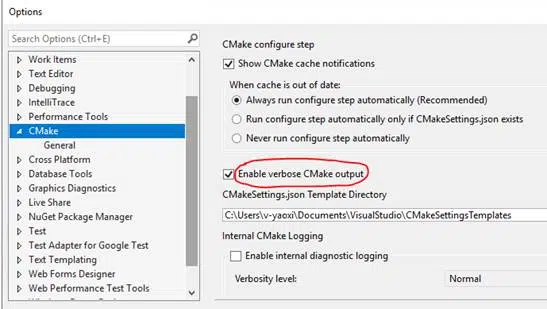 Options
Search Options (Ctrl+E)
Work Items
Text Editor
Debugging
IntelliTrace
Performance Tools
CMake
General
Cross Platform
Database Tools
Graphics Diagnostics
Live Share
NuGet Package Manager
Test
Test Adapter for Google Test
Text Templating
Web Forms Designer
Web Performance Test Tools
CMake configure step
Show CMake cache notifications
When cache is out of date:
Always run configure step automatically (Recommended)
Run configure step automatically only if CMakeSettings.json exists
Never run configure step automatically
Enable verbose CMake output
CMakeSettings.json Template Directory
C:\Users\v-yaoxi\Documents\VisualStudio\CMakeSettingsTemplates
Internal CMake Logging
Enable internal diagnostic logging
Verbosity level:
Normal